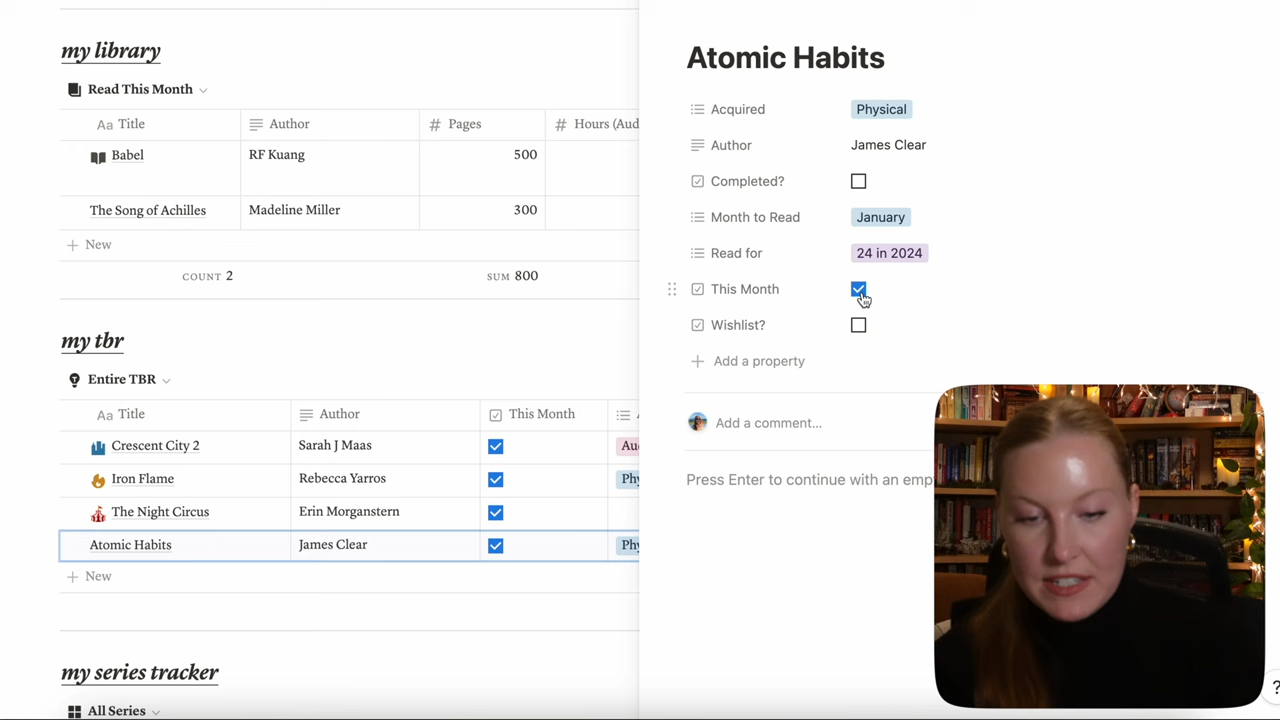 my library
Read This Month
Aa Title Author # Pages # Hours (Aud
Babel RF Kuang 500
The Song of Achilles Madeline Miller 300
+ New
COUNT 2 SUM 800
my tbr
Entire TBR
Aa Title Author This Month
Crescent City 2 Sarah J Maas Au
Iron Flame Rebecca Yarros Phy
The Night Circus Erin Morganstern
Atomic Habits James Clear Phy
+ New
my series tracker
All Series
Atomic Habits
Acquired Physical
Author James Clear
Completed?
Month to Read January
Read for 24 in 2024
This Month
Wishlist?
+ Add a property
Add a comment...
Press Enter to continue with an emp
?